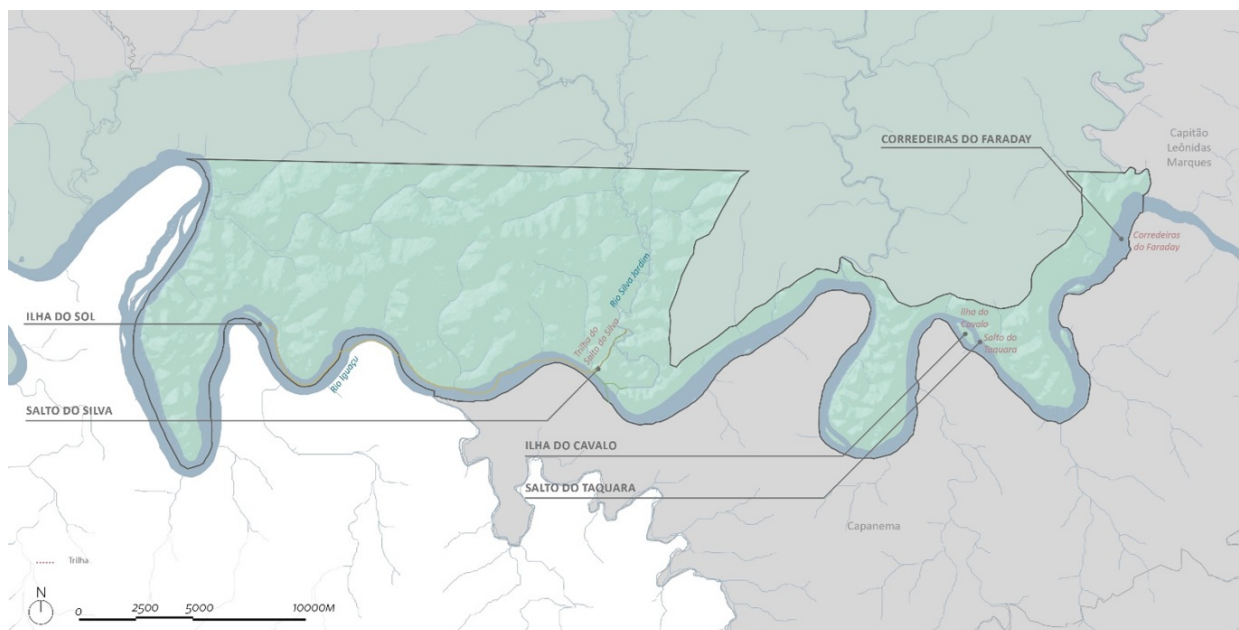 CORREDEIRAS DO FARADAY
Capitão
Leônidas
Marques
Corredeiras
do Faraday
Rio Silva Jardim
ILHA DO SOL
Ilha do
Cavalo
Trilha do
Salto do Silva
Salto do
Taquara
Rio Iguaçu
SALTO DO SILVA
ILHA DO CAVALO
SALTO DO TAQUARA
Capanema
Trilha
N
0 2500 5000 10000M